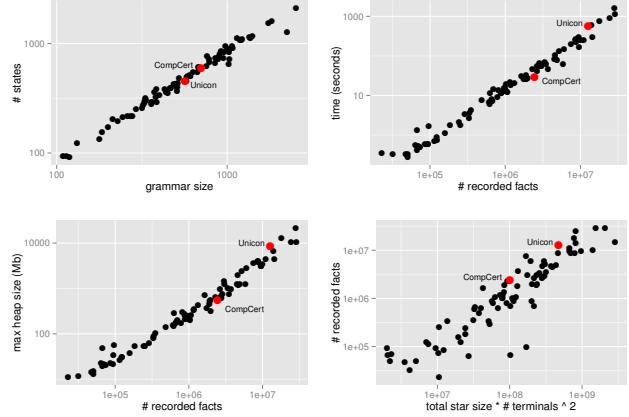 # states
1000
100
CompCert
Unicon
100
1000
grammar size
time (seconds)
1000
10
Unicon
CompCert
1e+05
1e+06
1e+07
# recorded facts
max heap size (Mb)
10000
100
Unicon
CompCert
1e+05
1e+06
1e+07
# recorded facts
# recorded facts
1e+07
1e+06
1e+05
Unicon
CompCert
1e+07
1e+08
1e+09
total star size * # terminals ^ 2